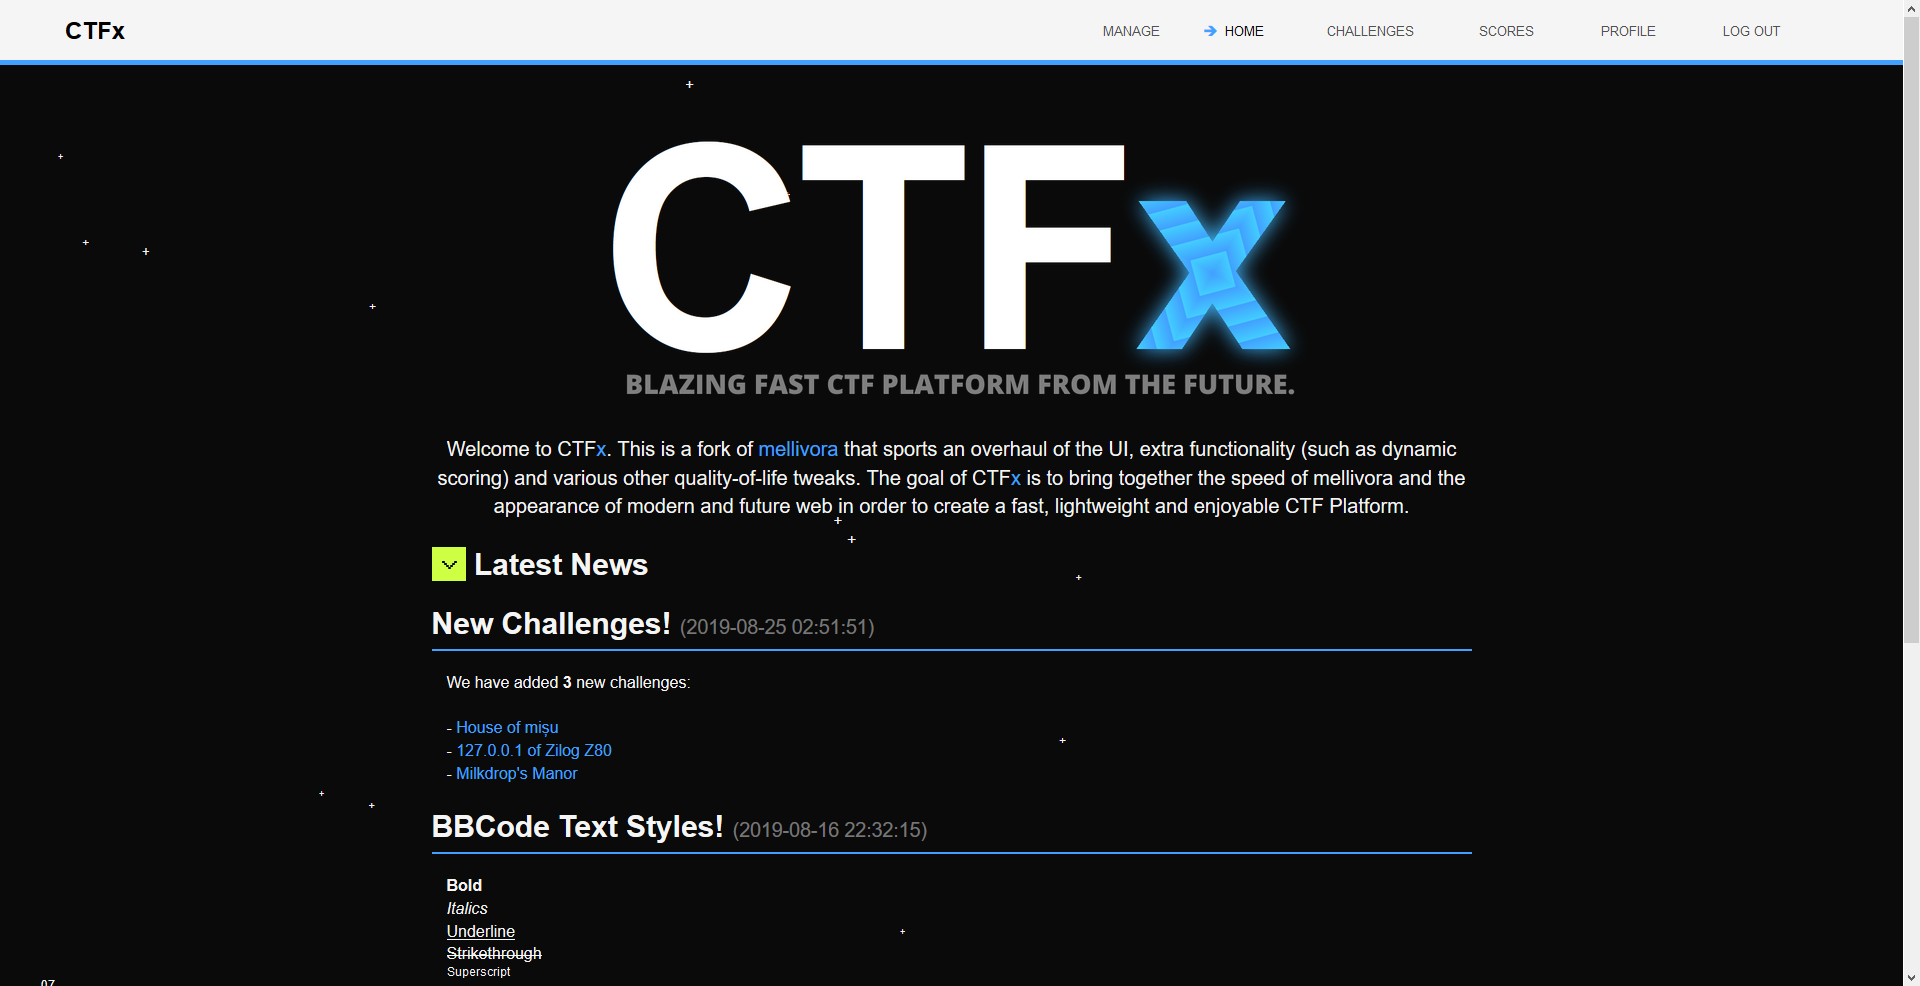 CTFx
MANAGE
HOME
CHALLENGES
SCORES
PROFILE
LOG OUT
CTFx
BLAZING FAST CTF PLATFORM FROM THE FUTURE.
Welcome to CTFx. This is a fork of mellivora that sports an overhaul of the UI, extra functionality (such as dynamic
scoring) and various other quality-of-life tweaks. The goal of CTFx is to bring together the speed of mellivora and the
appearance of modern and future web in order to create a fast, lightweight and enjoyable CTF Platform.
Latest News
New Challenges! (2019-08-25 02:51:51)
We have added 3 new challenges:
- House of mișu
- 127.0.0.1 of Zilog Z80
- Milkdrop's Manor
BBCode Text Styles! (2019-08-16 22:32:15)
Bold
Italics
Underline
Strikethrough
Superscript
07